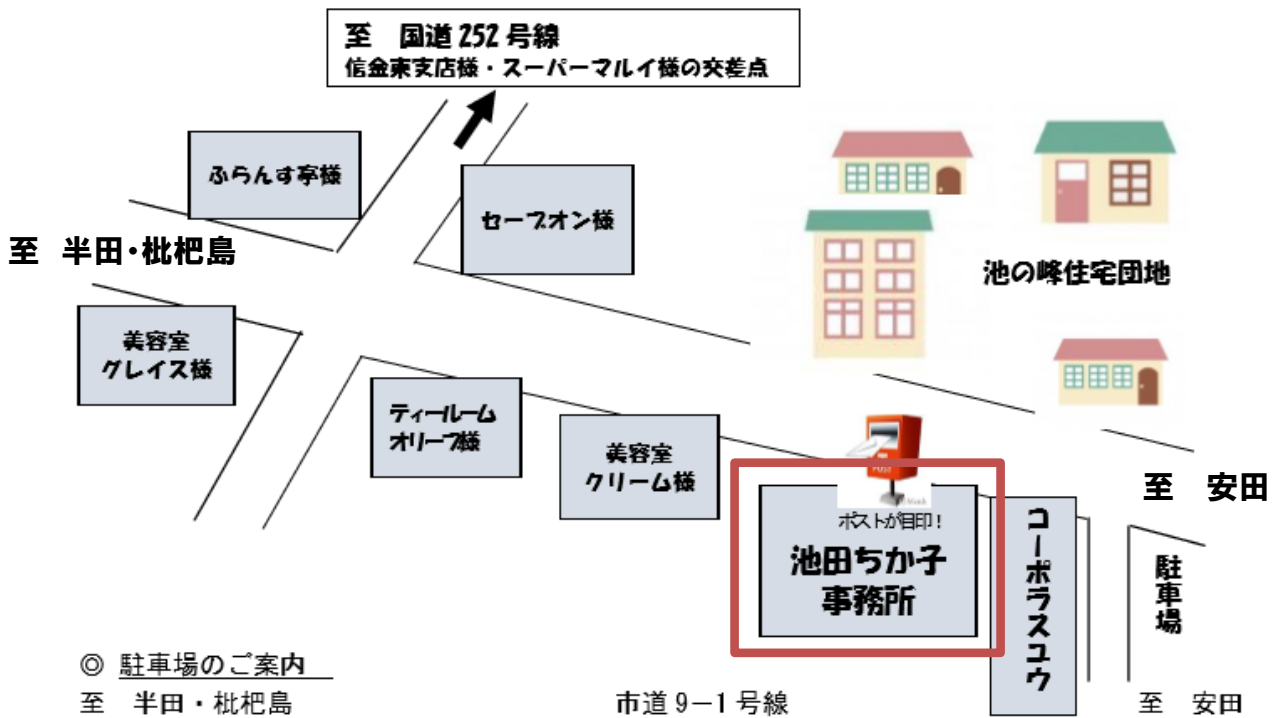 至　国道252号線
信金東支店様・スーパーマルイ様の交差点
ふらんす亭様
セーブオン様
至　半田・枇杷島
池の峰住宅団地
美容室
グレイス様
ティールーム
オリーブ様
美容室
クリーム様
POST
至　安田
ポストが目印！
池田ちか子
事務所
コーポラスユウ
駐車場
◎ 駐車場のご案内
至　半田・枇杷島
市道9－1号線
至　安田